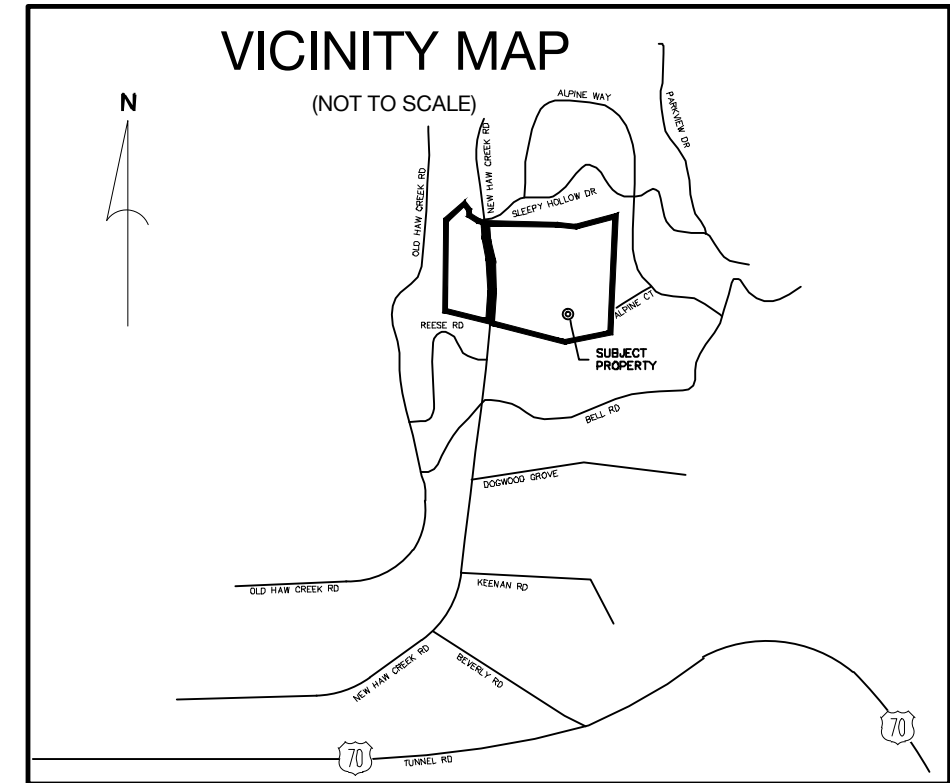 VICINITY MAP
(NOT TO SCALE)
N
ALPINE WAY
PARKVIEW DR
NEW HAW CREEK RD
OLD HAW CREEK RD
SLEEPY HOLLOW DR
ALPINE CT
REESE RD
SUBJECT
PROPERTY
BELL RD
DOGWOOD GROVE
KEENAN RD
OLD HAW CREEK RD
NEW HAW CREEK RD
BEVERLY RD
70
70
TUNNEL RD